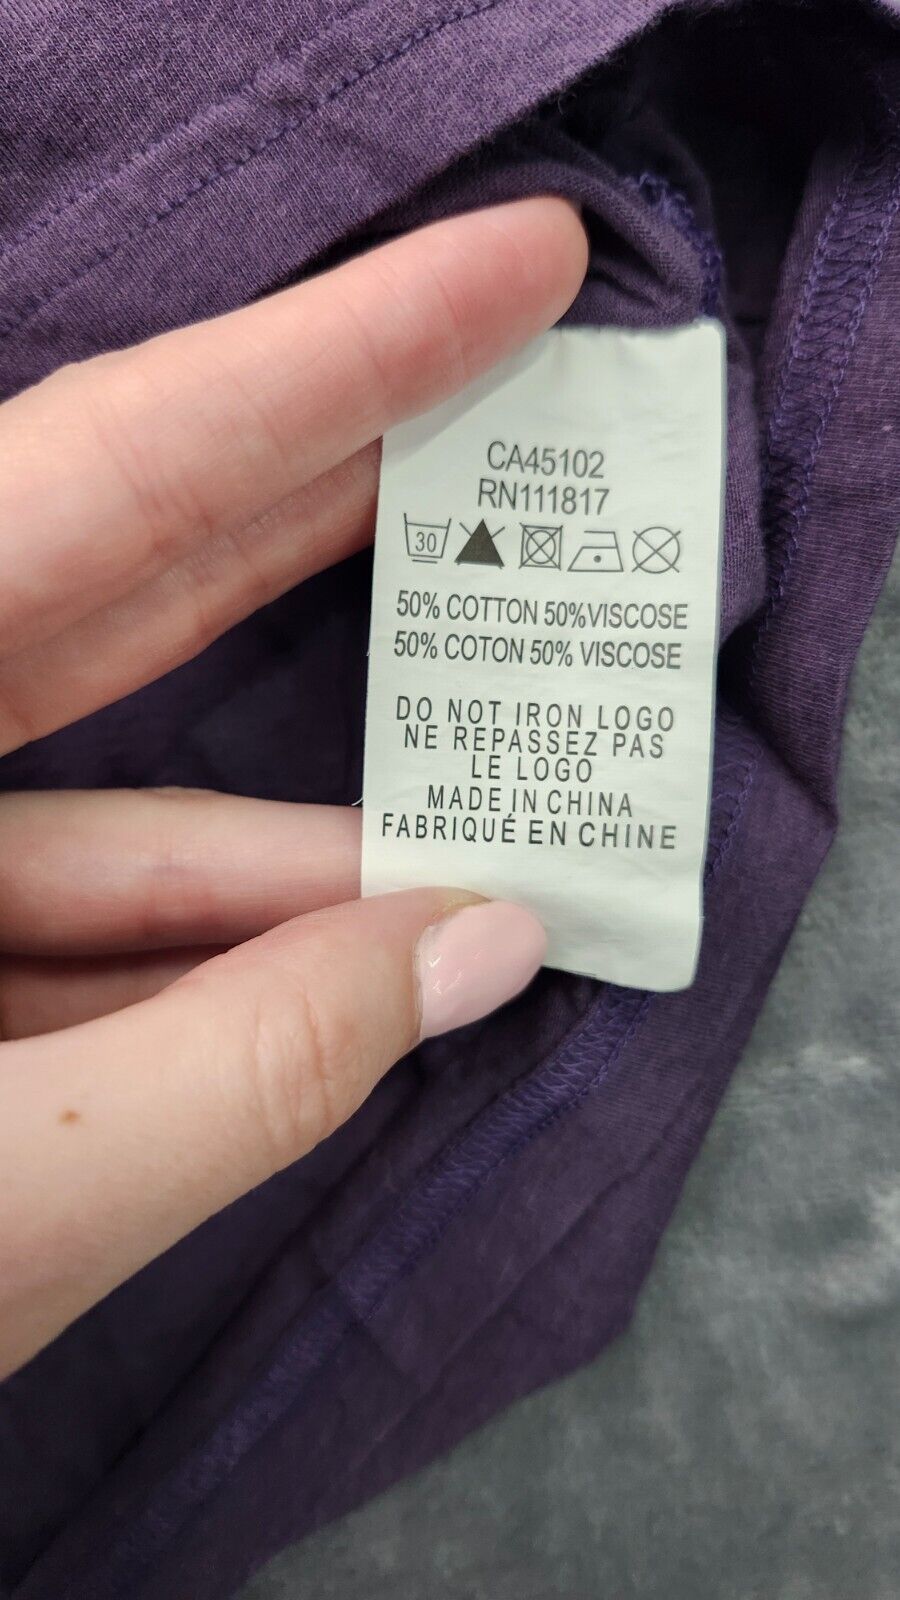 CA45102
RN111817
30
50% COTTON 50%VISCOSE
50% COTON 50% VISCOSE
DO NOT IRON LOGO
NE REPASSEZ PAS
LE LOGO
MADE IN CHINA
FABRIQUÉ EN CHINE